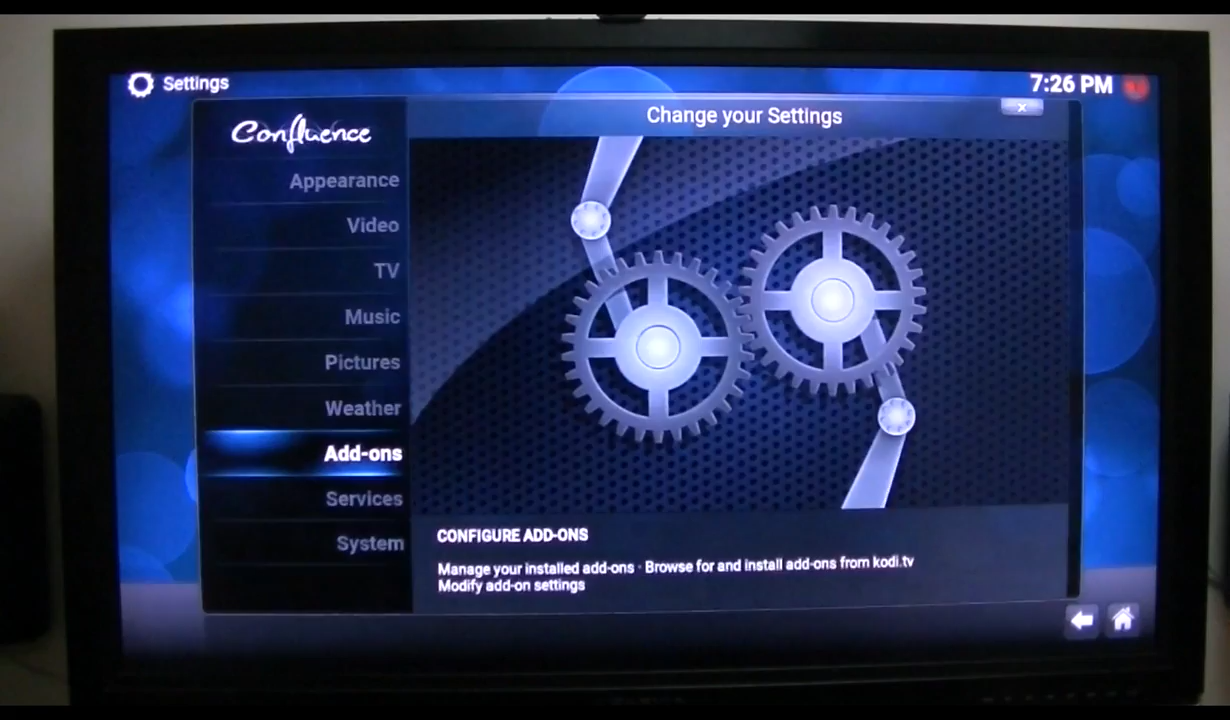 Settings
7:26 PM
Confluence
Change your Settings
x
Appearance
Video
TV
Music
Pictures
Weather
Add-ons
Services
System
CONFIGURE ADD-ONS
Manage your installed add-ons · Browse for and install add-ons from kodi.tv
Modify add-on settings